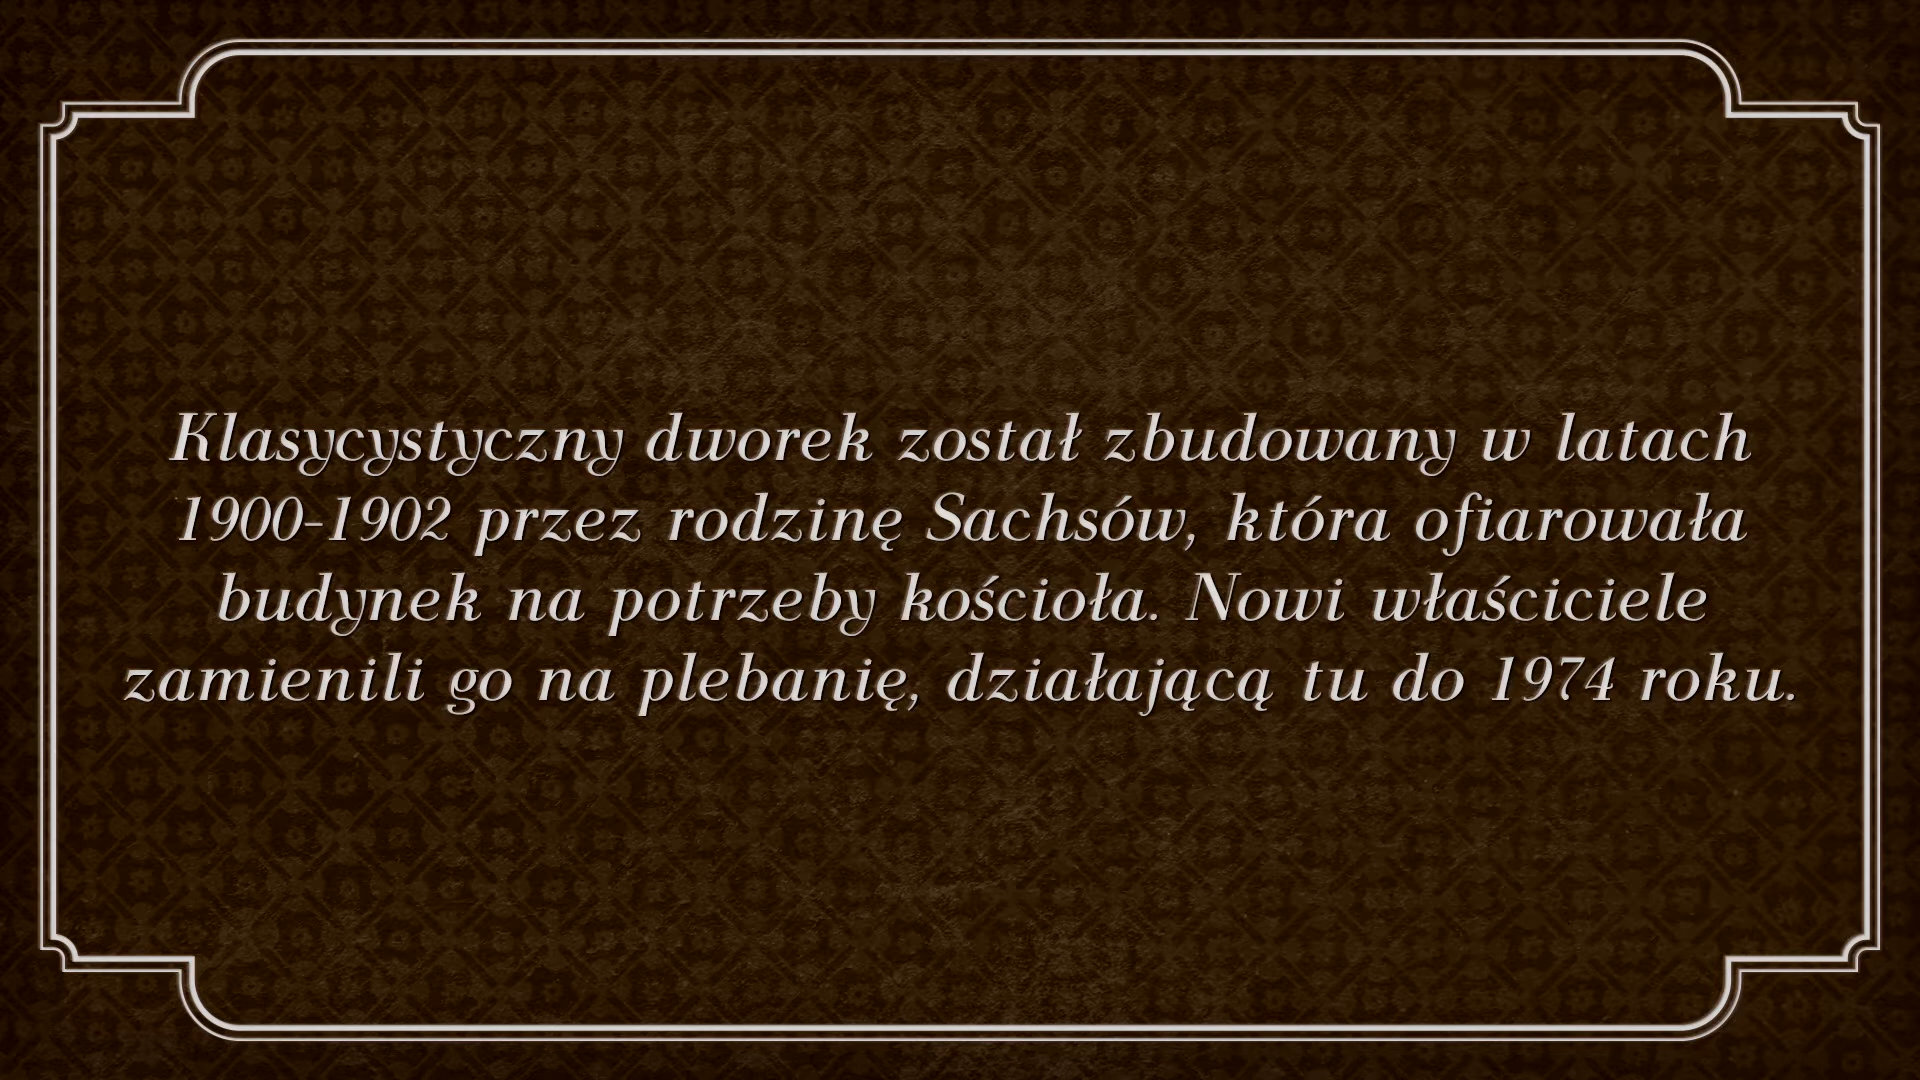 Klasycystyczny dworek został zbudowany w latach
1900-1902 przez rodzinę Sachsów, która ofiarowała
budynek na potrzeby kościoła. Nowi właściciele
zamienili go na plebanię, działającą tu do 1974 roku.